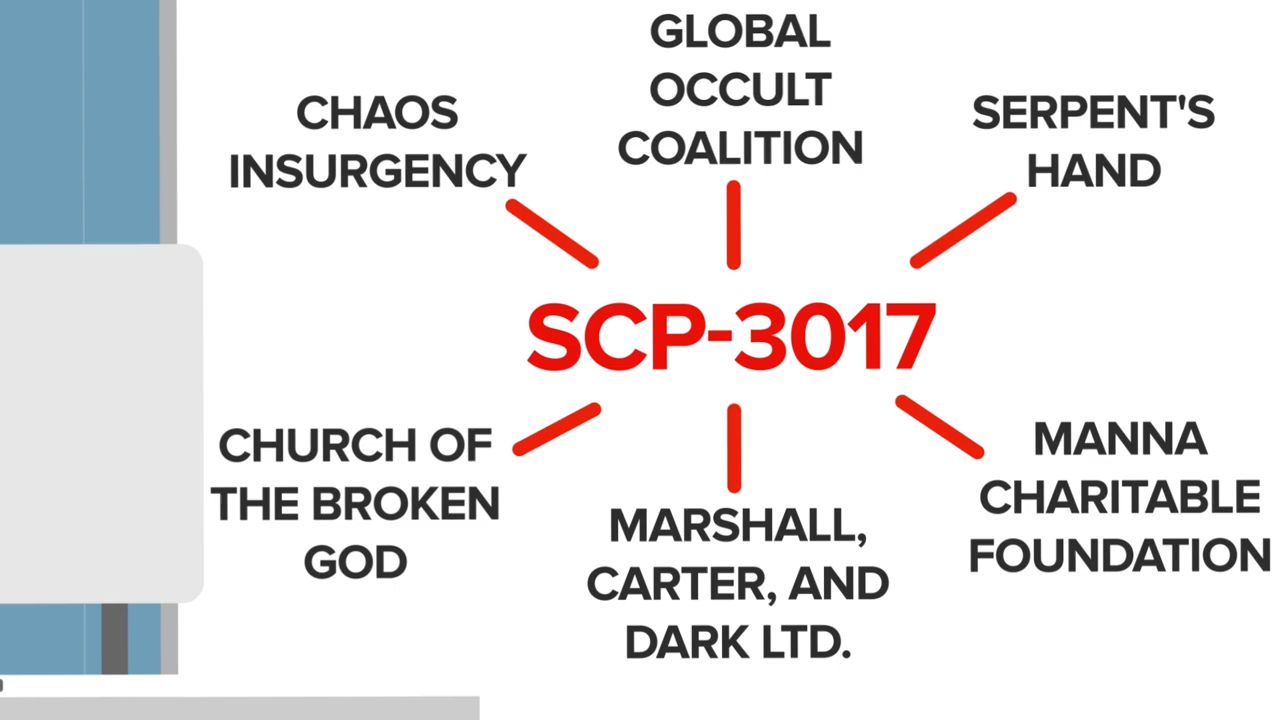 GLOBAL
OCCULT
COALITION
CHAOS
INSURGENCY
SERPENT'S
HAND
SCP-3017
CHURCH OF
THE BROKEN
GOD
MARSHALL,
CARTER, AND
DARK LTD.
MANNA
CHARITABLE
FOUNDATION